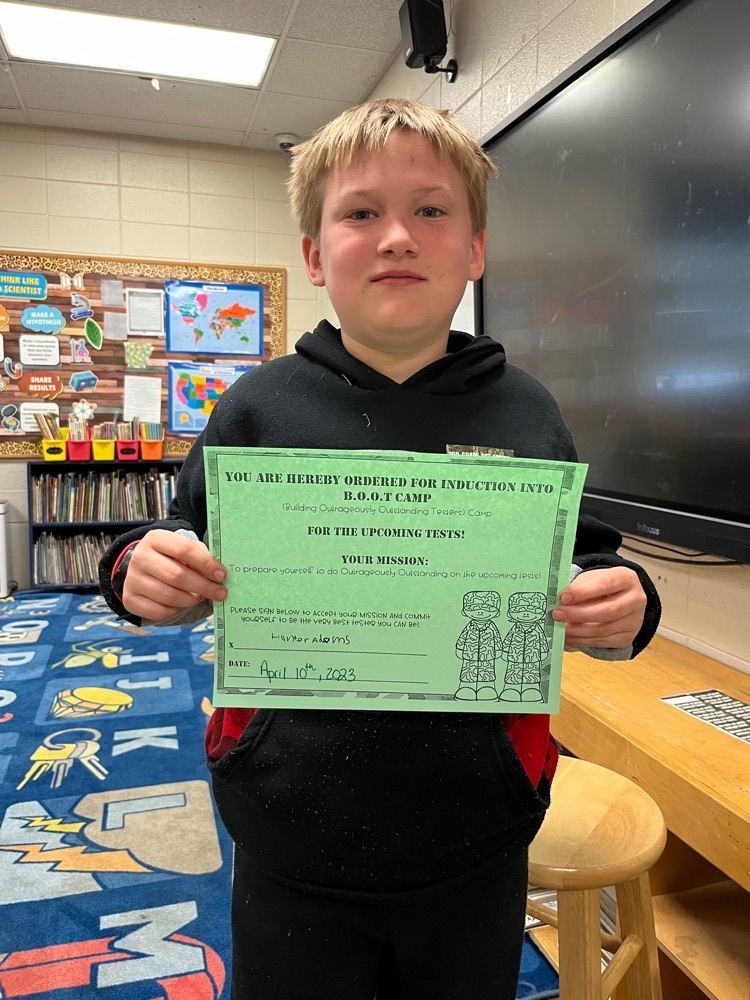 THINK LIKE
A SCIENTIST
MAKE A
HYPOTHESIS
SHARE
RESULTS
YOU ARE HEREBY ORDERED FOR INDUCTION INTO
B.O.O.T CAMP
(Building Outrageously Outstanding Testers) Camp
FOR THE UPCOMING TESTS!
YOUR MISSION:
To prepare yourself to do Outrageously Outstanding on the upcoming tests!
PLEASE SIGN BELOW TO ACCEPT YOUR MISSION AND COMMIT
YOURSELF TO BE THE VERY BEST TESTER YOU CAN BE!
X Hunter Adams
DATE: April 10th, 2023
InFocus
I J
K
L
M